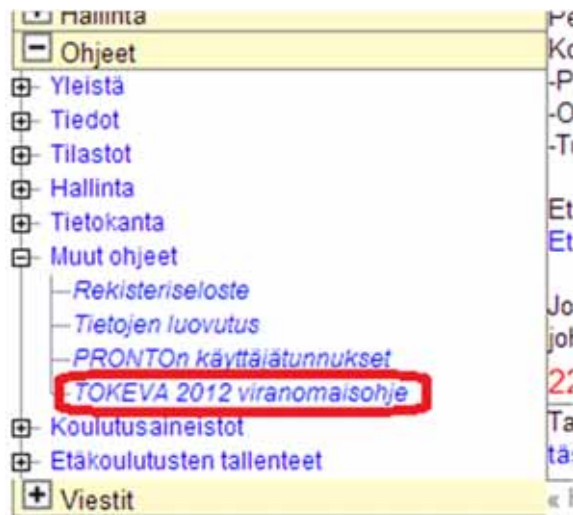 Hallinta
Ohjeet
Yleistä
Tiedot
Tilastot
Hallinta
Tietokanta
Muut ohjeet
Rekisteriseloste
Tietojen luovutus
PRONTOn käyttäjätunnukset
TOKEVA 2012 viranomaisohje
Koulutusaineistot
Etäkoulutusten tallenteet
Viestit